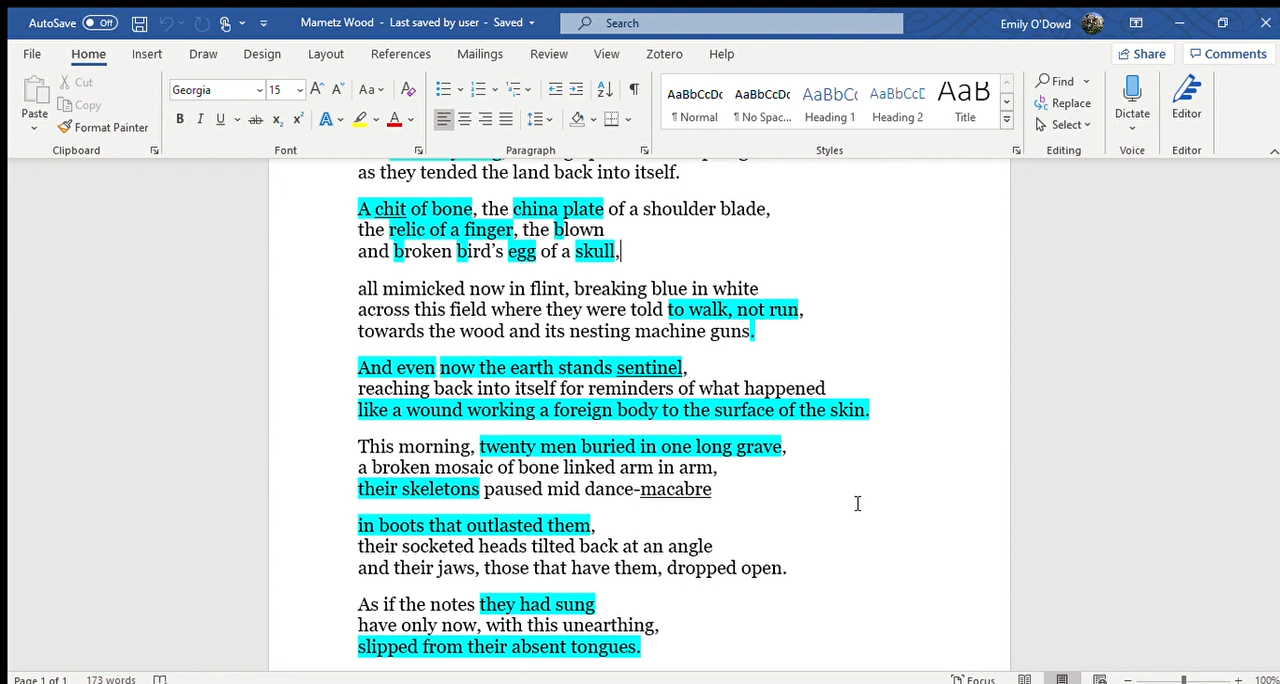 AutoSave Off Mametz Wood - Last saved by user - Saved Search Emily O'Dowd
File Home Insert Draw Design Layout References Mailings Review View Zotero Help Share Comments
Paste
Cut
Copy
Format Painter
Clipboard
Georgia 15
Font
Paragraph
AaBbCcDc AaBbCcDc AaBbCc AaBbCcD AaB
¶ Normal ¶ No Spac... Heading 1 Heading 2 Title
Styles
Find
Replace
Select
Editing
Dictate
Voice
Editor
Editor
as they tended the land back into itself.
A chit of bone, the china plate of a shoulder blade,
the relic of a finger, the blown
and broken bird’s egg of a skull,
all mimicked now in flint, breaking blue in white
across this field where they were told to walk, not run,
towards the wood and its nesting machine guns.
And even now the earth stands sentinel,
reaching back into itself for reminders of what happened
like a wound working a foreign body to the surface of the skin.
This morning, twenty men buried in one long grave,
a broken mosaic of bone linked arm in arm,
their skeletons paused mid dance-macabre
in boots that outlasted them,
their socketed heads tilted back at an angle
and their jaws, those that have them, dropped open.
As if the notes they had sung
have only now, with this unearthing,
slipped from their absent tongues.
Page 1 of 1 173 words Focus 100%